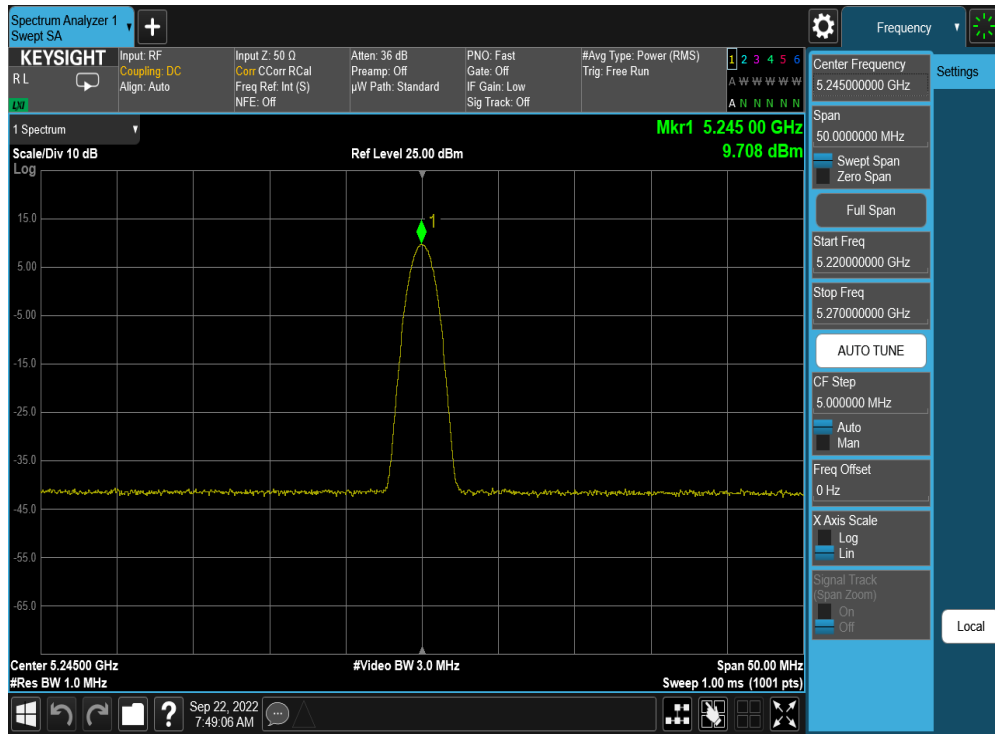 Spectrum Analyzer 1
Swept SA
Frequency
KEYSIGHT
R L
LXI
Input: RF
Coupling: DC
Align: Auto
Input Z: 50 Ω
Corr CCorr RCal
Freq Ref: Int (S)
NFE: Off
Atten: 36 dB
Preamp: Off
µW Path: Standard
PNO: Fast
Gate: Off
IF Gain: Low
Sig Track: Off
#Avg Type: Power (RMS)
Trig: Free Run
1 2 3 4 5 6
A W W W W W
A N N N N N
1 Spectrum
Scale/Div 10 dB
Ref Level 25.00 dBm
Mkr1 5.245 00 GHz
9.708 dBm
Log
1
15.0
5.00
-5.00
-15.0
-25.0
-35.0
-45.0
-55.0
-65.0
Center 5.24500 GHz
#Video BW 3.0 MHz
Span 50.00 MHz
#Res BW 1.0 MHz
Sweep 1.00 ms (1001 pts)
?
Sep 22, 2022
7:49:06 AM
Center Frequency
5.245000000 GHz
Settings
Span
50.0000000 MHz
Swept Span
Zero Span
Full Span
Start Freq
5.220000000 GHz
Stop Freq
5.270000000 GHz
AUTO TUNE
CF Step
5.000000 MHz
Auto
Man
Freq Offset
0 Hz
X Axis Scale
Log
Lin
Signal Track
(Span Zoom)
On
Off
Local